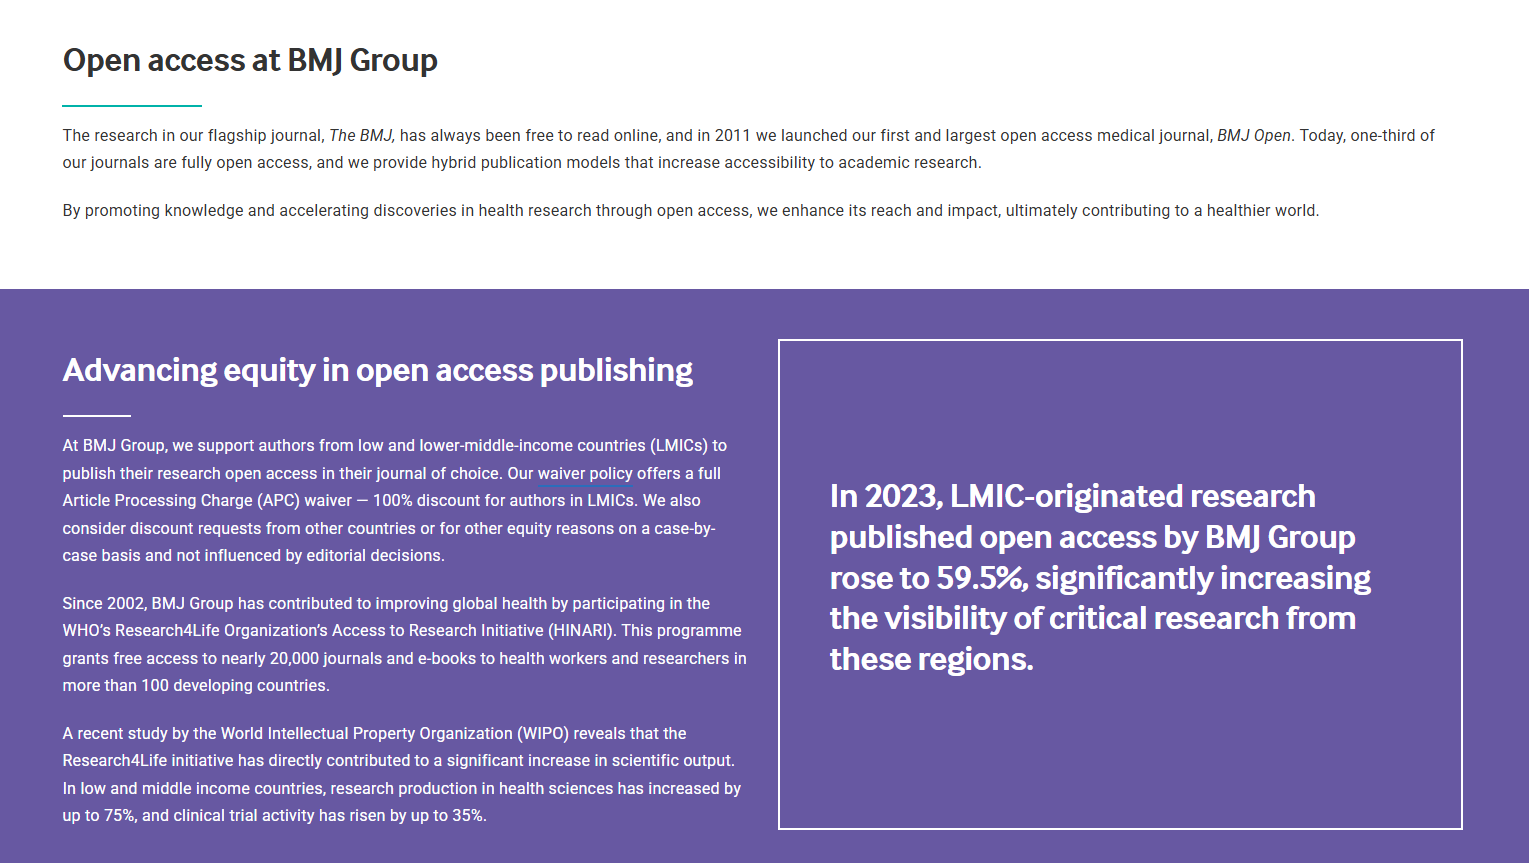 Open access at BMJ Group
The research in our flagship journal, The BMJ, has always been free to read online, and in 2011 we launched our first and largest open access medical journal, BMJ Open. Today, one-third of
our journals are fully open access, and we provide hybrid publication models that increase accessibility to academic research.
By promoting knowledge and accelerating discoveries in health research through open access, we enhance its reach and impact, ultimately contributing to a healthier world.
Advancing equity in open access publishing
At BMJ Group, we support authors from low and lower-middle-income countries (LMICs) to
publish their research open access in their journal of choice. Our waiver policy offers a full
Article Processing Charge (APC) waiver — 100% discount for authors in LMICs. We also
consider discount requests from other countries or for other equity reasons on a case-by-
case basis and not influenced by editorial decisions.
Since 2002, BMJ Group has contributed to improving global health by participating in the
WHO’s Research4Life Organization’s Access to Research Initiative (HINARI). This programme
grants free access to nearly 20,000 journals and e-books to health workers and researchers in
more than 100 developing countries.
A recent study by the World Intellectual Property Organization (WIPO) reveals that the
Research4Life initiative has directly contributed to a significant increase in scientific output.
In low and middle income countries, research production in health sciences has increased by
up to 75%, and clinical trial activity has risen by up to 35%.
In 2023, LMIC-originated research
published open access by BMJ Group
rose to 59.5%, significantly increasing
the visibility of critical research from
these regions.